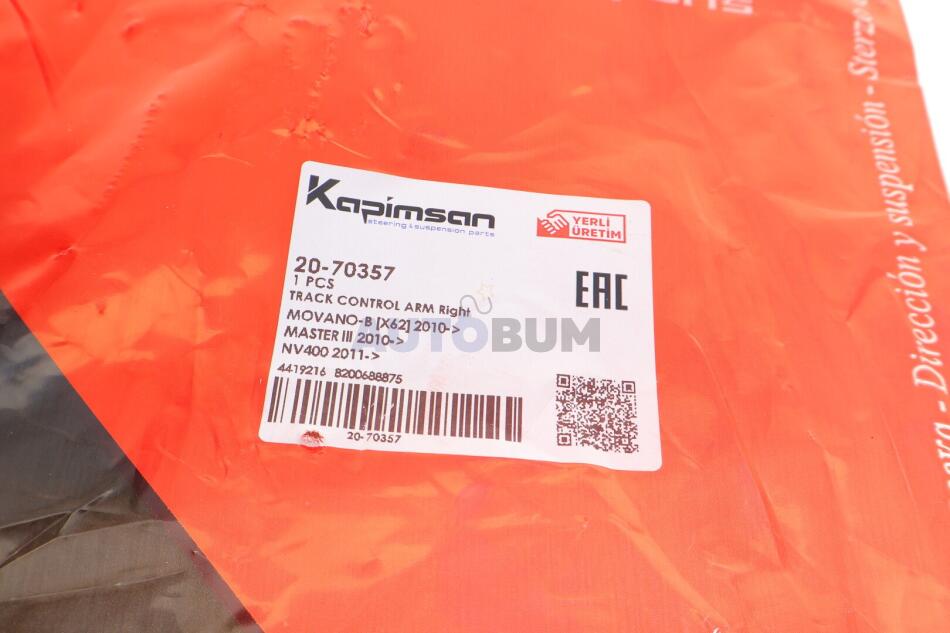 Kapimsan
steering & suspension parts
YERLİ
ÜRETİM
20-70357
1 PCS
TRACK CONTROL ARM Right
MOVANO-B [X62] 2010->
MASTER III 2010->
NV400 2011->
4419216 8200688875
20-70357
EAC
AUTOBUM
Dirección y suspensión - Sterzo